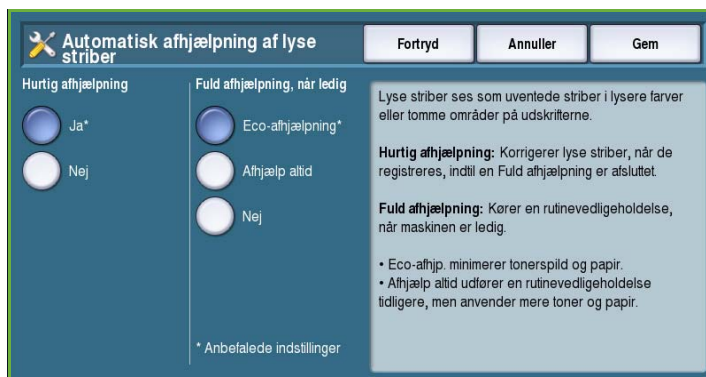 Automatisk afhjælpning af lyse
striber
Fortryd
Annuller
Gem
Hurtig afhjælpning
Ja*
Nej
Fuld afhjælpning, når ledig
Eco-afhjælpning*
Afhjælp altid
Nej
* Anbefalede indstillinger
Lyse striber ses som uventede striber i lysere farver
eller tomme områder på udskrifterne.
Hurtig afhjælpning: Korrigerer lyse striber, når de
registreres, indtil en Fuld afhjælpning er afsluttet.
Fuld afhjælpning: Kører en rutinevedligeholdelse,
når maskinen er ledig.
• Eco-afhjp. minimerer tonerspild og papir.
• Afhjælp altid udfører en rutinevedligeholdelse
tidligere, men anvender mere toner og papir.